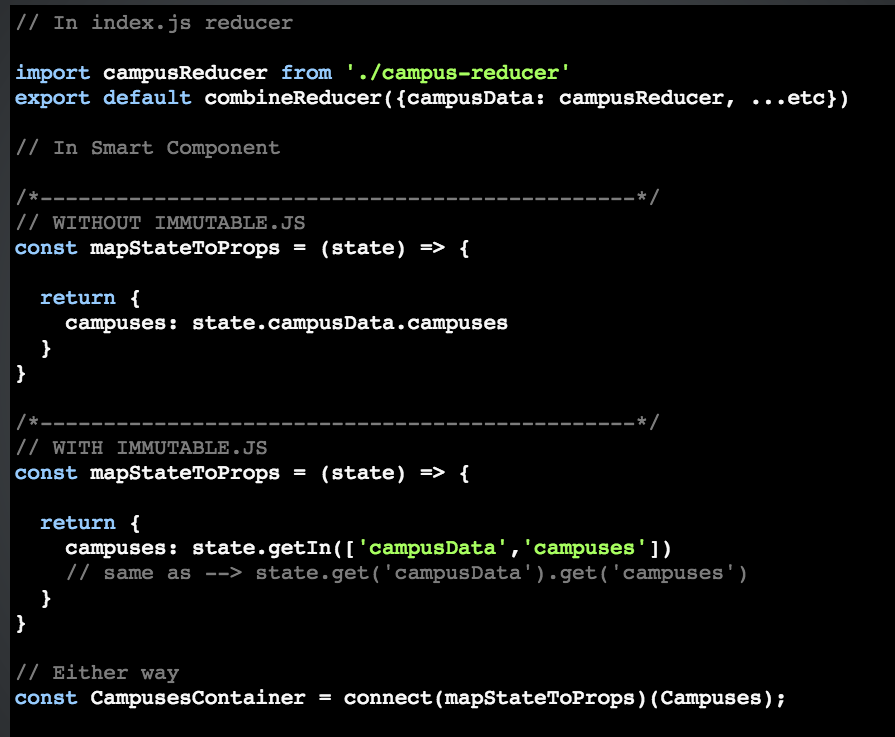 // In index.js reducer
import campusReducer from './campus-reducer'
export default combineReducer({campusData: campusReducer, ...etc})
// In Smart Component
/*-----------------------------------------------*/
// WITHOUT IMMUTABLE.JS
const mapStateToProps = (state) => {
return {
campuses: state.campusData.campuses
}
}
/*-----------------------------------------------*/
// WITH IMMUTABLE.JS
const mapStateToProps = (state) => {
return {
campuses: state.getIn(['campusData','campuses'])
// same as --> state.get('campusData').get('campuses')
}
}
// Either way
const CampusesContainer = connect(mapStateToProps)(Campuses);